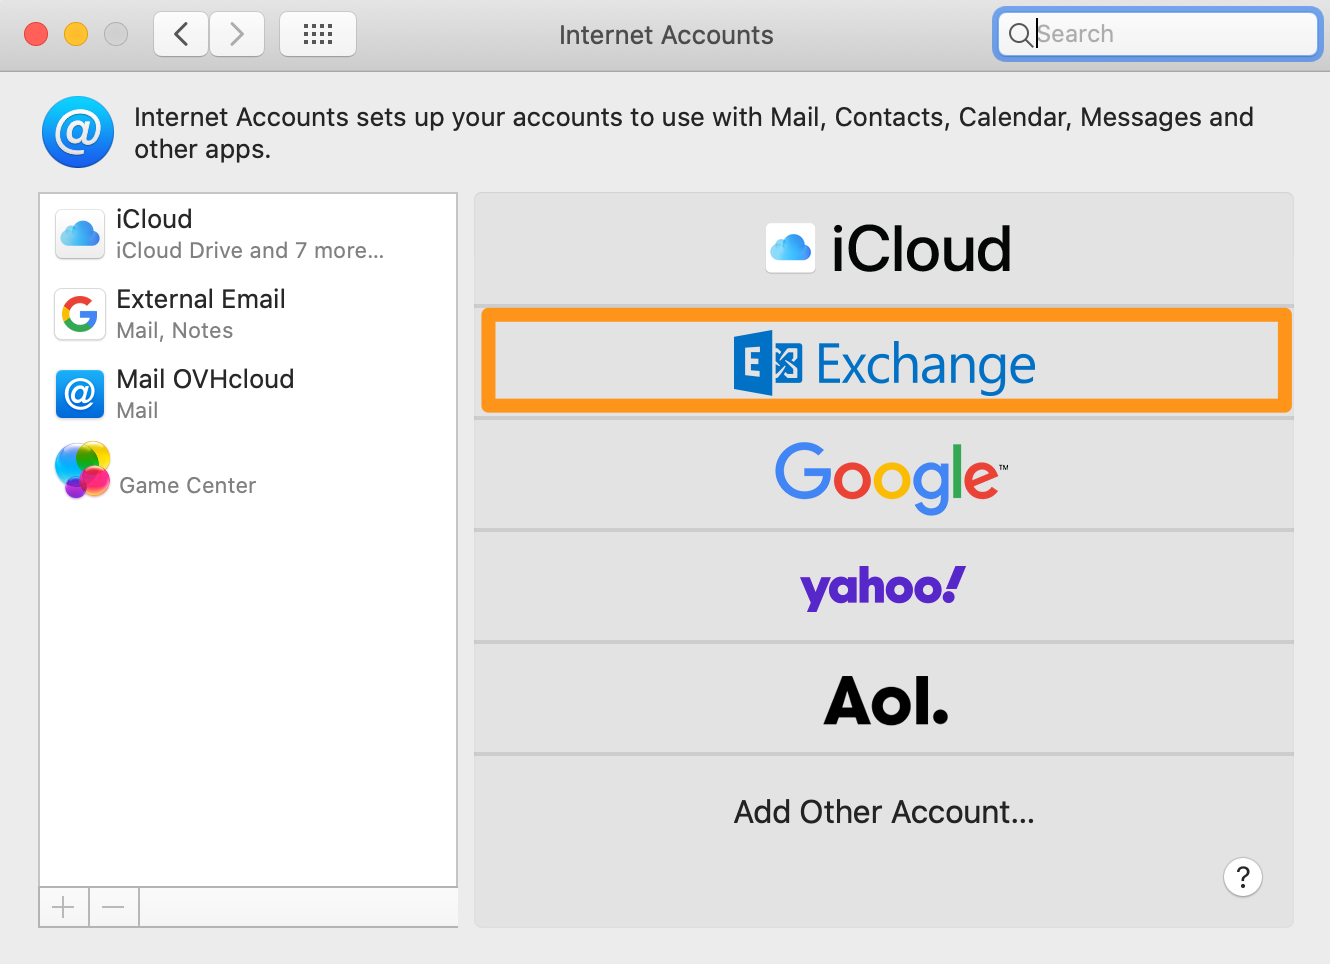 Internet Accounts
Search
Internet Accounts sets up your accounts to use with Mail, Contacts, Calendar, Messages and
other apps.
iCloud
iCloud Drive and 7 more...
External Email
Mail, Notes
Mail OVHcloud
Mail
Game Center
iCloud
E Exchange
Google™
yahoo!
Aol.
Add Other Account...
?